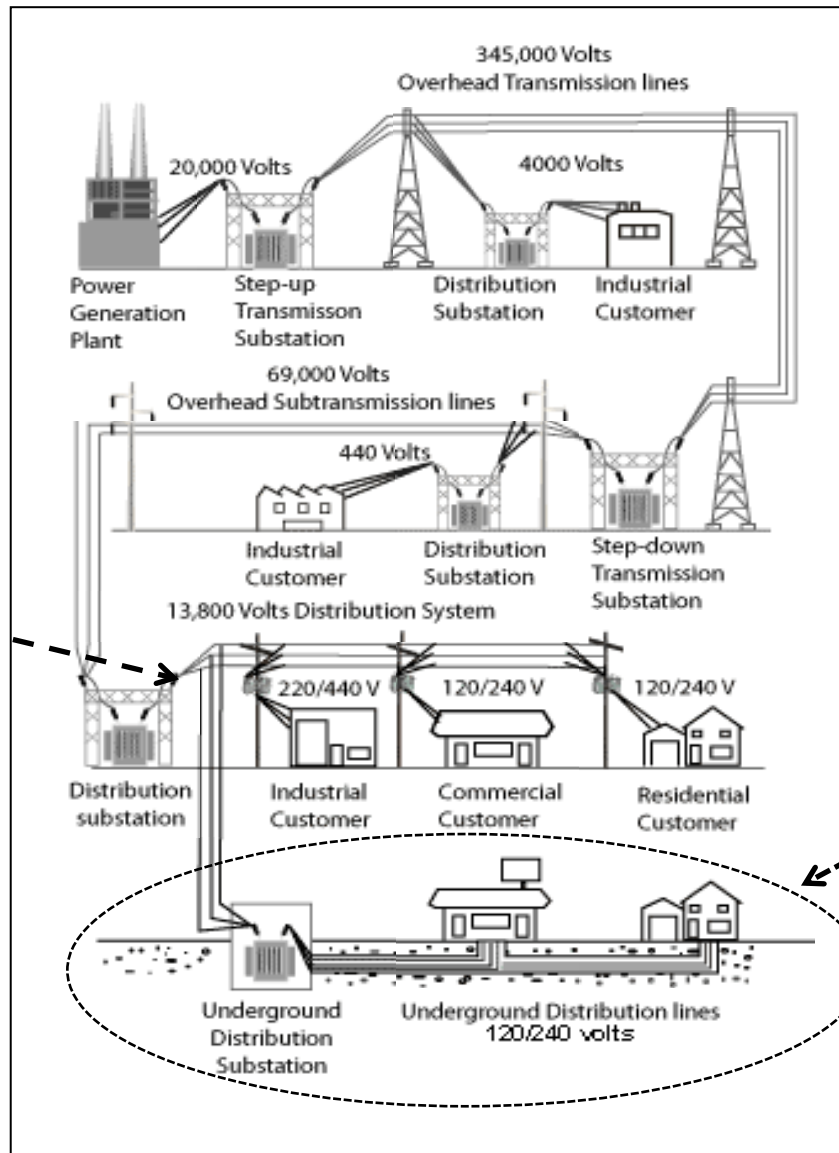 345,000 Volts
Overhead Transmission lines
20,000 Volts
4000 Volts
Power
Generation
Plant
Step-up
Transmisson
Substation
Distribution
Substation
Industrial
Customer
69,000 Volts
Overhead Subtransmission lines
440 Volts
Industrial
Customer
Distribution
Substation
Step-down
Transmission
Substation
13,800 Volts Distribution System
220/440 V
120/240 V
120/240 V
Distribution
substation
Industrial
Customer
Commercial
Customer
Residential
Customer
Underground
Distribution
Substation
Underground Distribution lines
120/240 volts